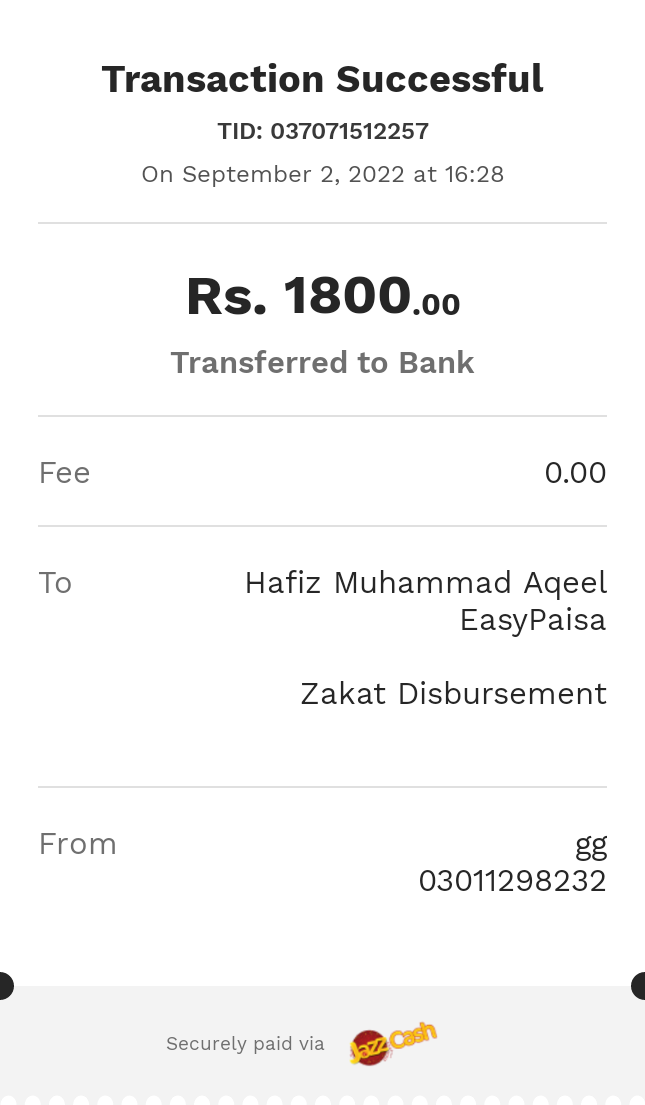 Transaction Successful
TID: 037071512257
On September 2, 2022 at 16:28
Rs. 1800.00
Transferred to Bank
Fee 0.00
To Hafiz Muhammad Aqeel
EasyPaisa
Zakat Disbursement
From gg
03011298232
Securely paid via JazzCash